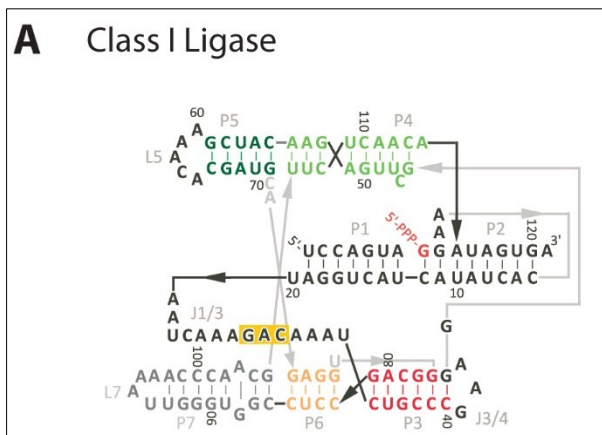 A Class I Ligase
60 P5 110 P4
A A G C U A C A A G U C A A C A
L5 A C A C G A U G U U C A G U U G
70 C A 50 C
5'-PPP- A A
P1 P2 120
5'- U C C A G U A G G A U A G U G A 3'
U A G G U C A U C A U A U C A C
20 10
A A J1/3
U C A A A G A C A A A U
G
100 U 80
A A A C C C A A C G G A G G G A C G G G A A
L7 A
U U G G G U G G C C U C C C U G C C C G
P7 90 P6 P3 40 J3/4